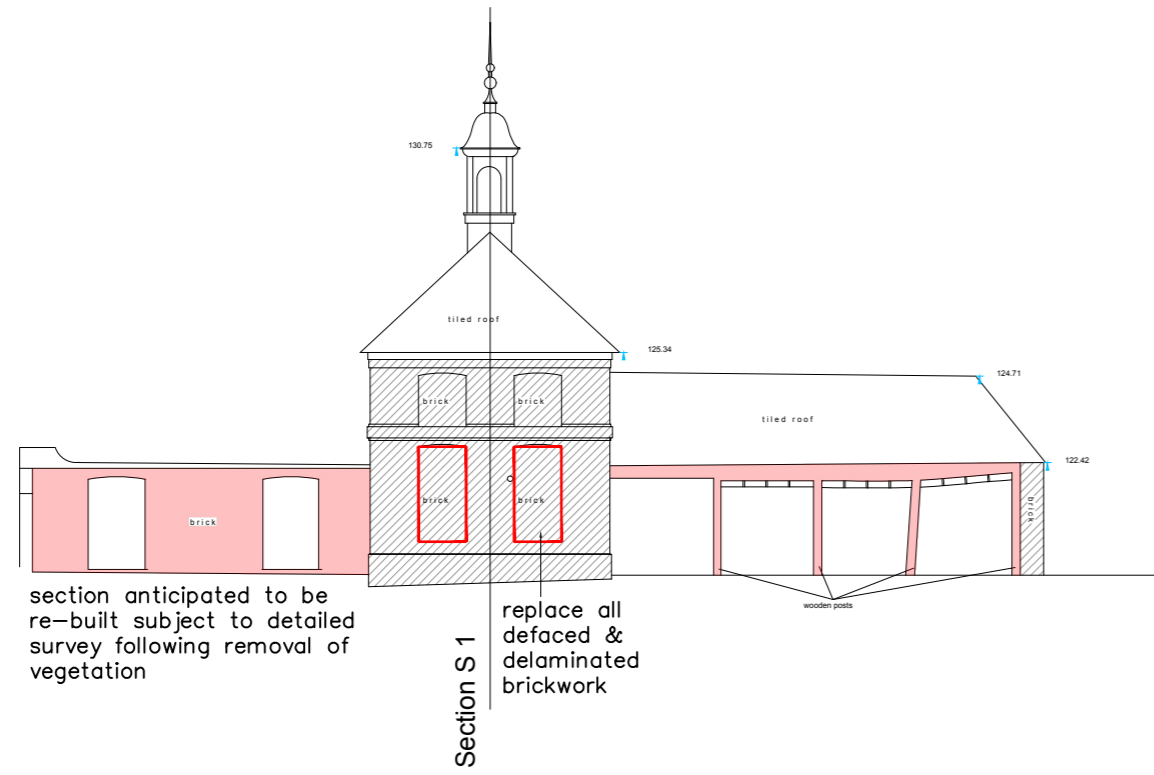 130.75
tiled roof
125.34
124.71
brick
brick
tiled roof
122.42
brick
brick
brick
brick
section anticipated to be
re-built subject to detailed
survey following removal of
vegetation
replace all
defaced &
delaminated
brickwork
wooden posts
Section S 1